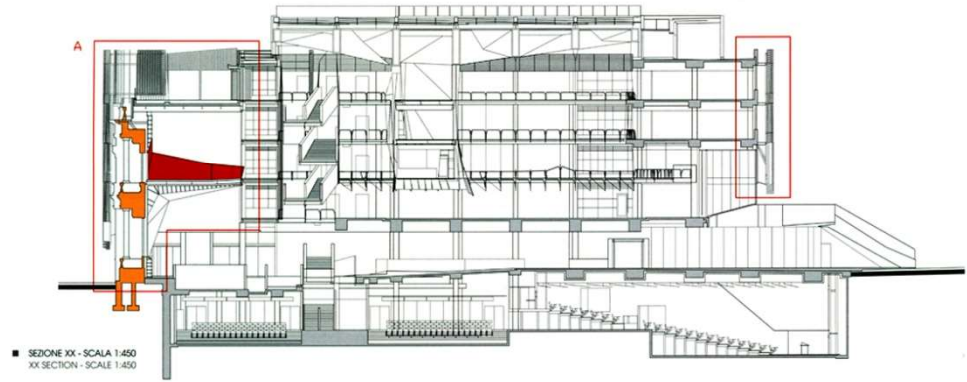 A
SEZIONE XX - SCALA 1:450
XX SECTION - SCALE 1:450